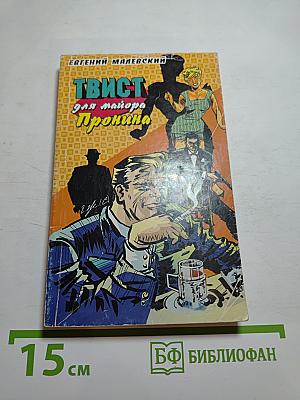 ЕВГЕНИЙ МАЛЕВСКИЙ
ТВИСТ
для майора
Пронина
15 см
БФ БИБЛИОФАН